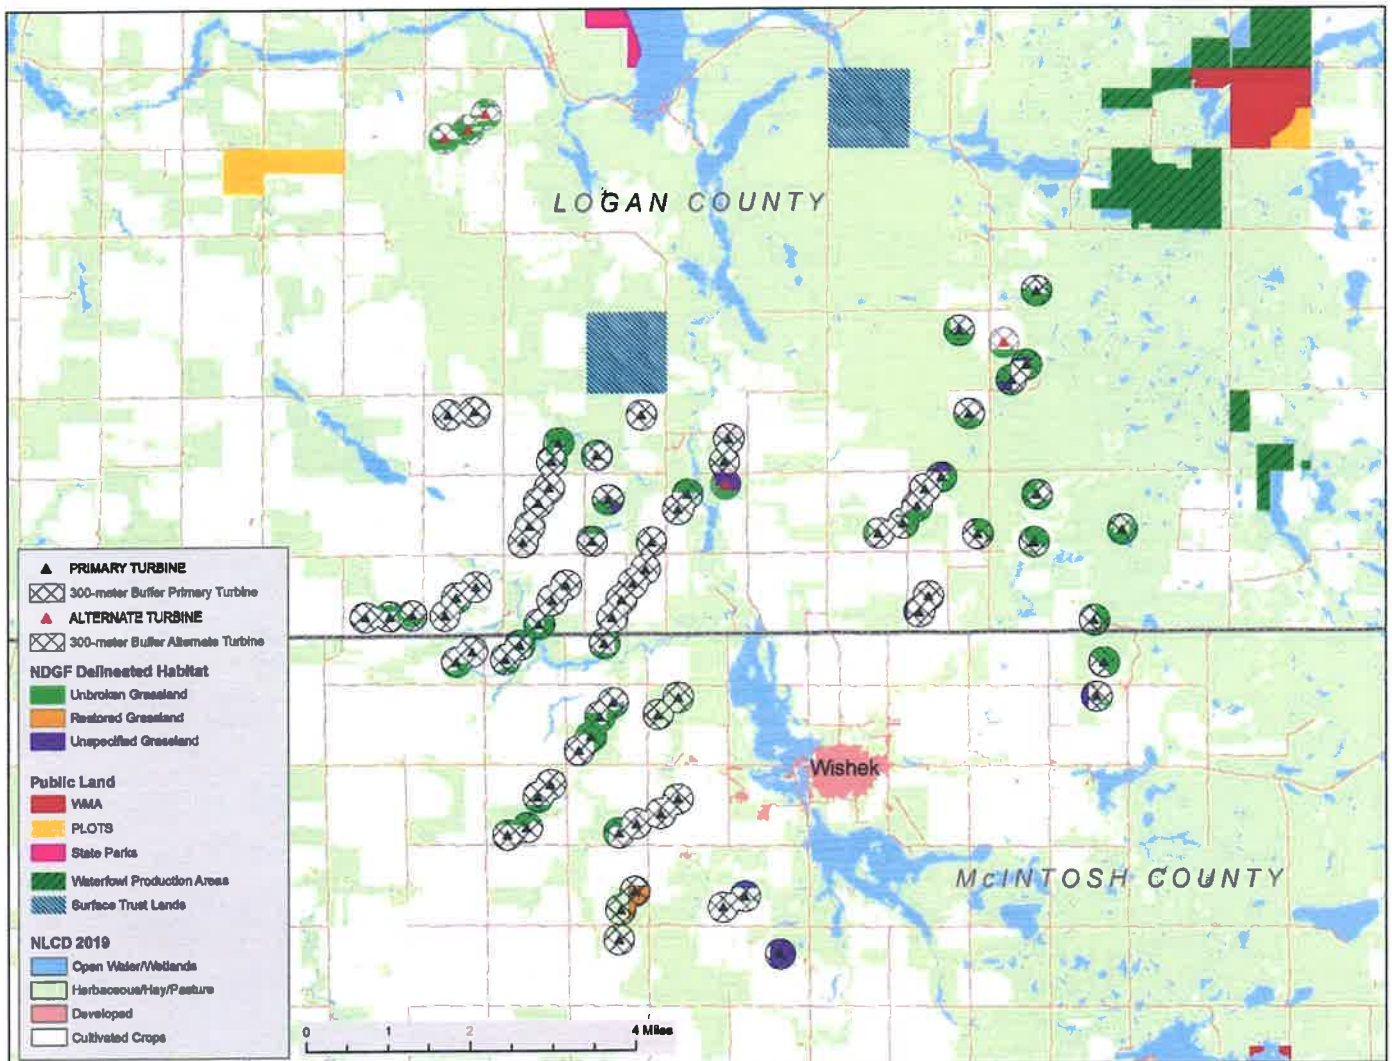 LOGAN COUNTY
PRIMARY TURBINE
300-meter Buffer Primary Turbine
ALTERNATE TURBINE
300-meter Buffer Alternate Turbine
NDGF Delineated Habitat
Unbroken Grassland
Restored Grassland
Unspecified Grassland
Public Land
WMA
PLOTS
State Parks
Waterfowl Production Areas
Surface Trust Lands
NLCD 2019
Open Water/Wetlands
Herbaceous/Hay/Pasture
Developed
Cultivated Crops
Wishek
McINTOSH COUNTY
0 1 2 4 Miles